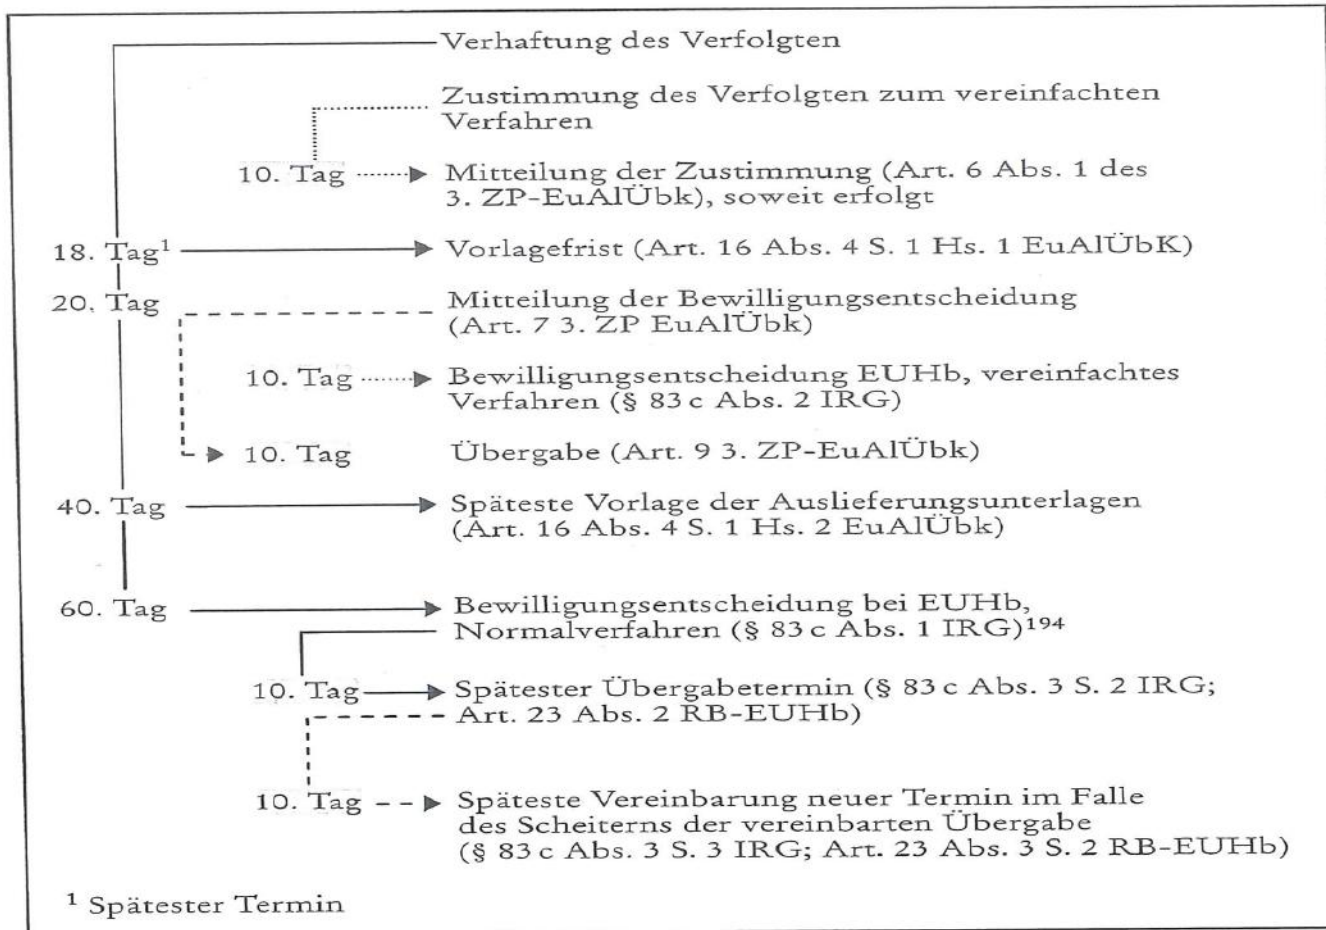 Verhaftung des Verfolgten
Zustimmung des Verfolgten zum vereinfachten
Verfahren
10. Tag Mitteilung der Zustimmung (Art. 6 Abs. 1 des
3. ZP-EuAlÜbk), soweit erfolgt
18. Tag¹ Vorlagefrist (Art. 16 Abs. 4 S. 1 Hs. 1 EuAlÜbK)
20. Tag Mitteilung der Bewilligungsentscheidung
(Art. 7 3. ZP EuAlÜbk)
10. Tag Bewilligungsentscheidung EUHb, vereinfachtes
Verfahren (§ 83 c Abs. 2 IRG)
10. Tag Übergabe (Art. 9 3. ZP-EuAlÜbk)
40. Tag Späteste Vorlage der Auslieferungsunterlagen
(Art. 16 Abs. 4 S. 1 Hs. 2 EuAlÜbk)
60. Tag Bewilligungsentscheidung bei EUHb,
Normalverfahren (§ 83 c Abs. 1 IRG)¹⁹⁴
10. Tag Spätester Übergabetermin (§ 83 c Abs. 3 S. 2 IRG;
Art. 23 Abs. 2 RB-EUHb)
10. Tag Späteste Vereinbarung neuer Termin im Falle
des Scheiterns der vereinbarten Übergabe
(§ 83 c Abs. 3 S. 3 IRG; Art. 23 Abs. 3 S. 2 RB-EUHb)
¹ Spätester Termin